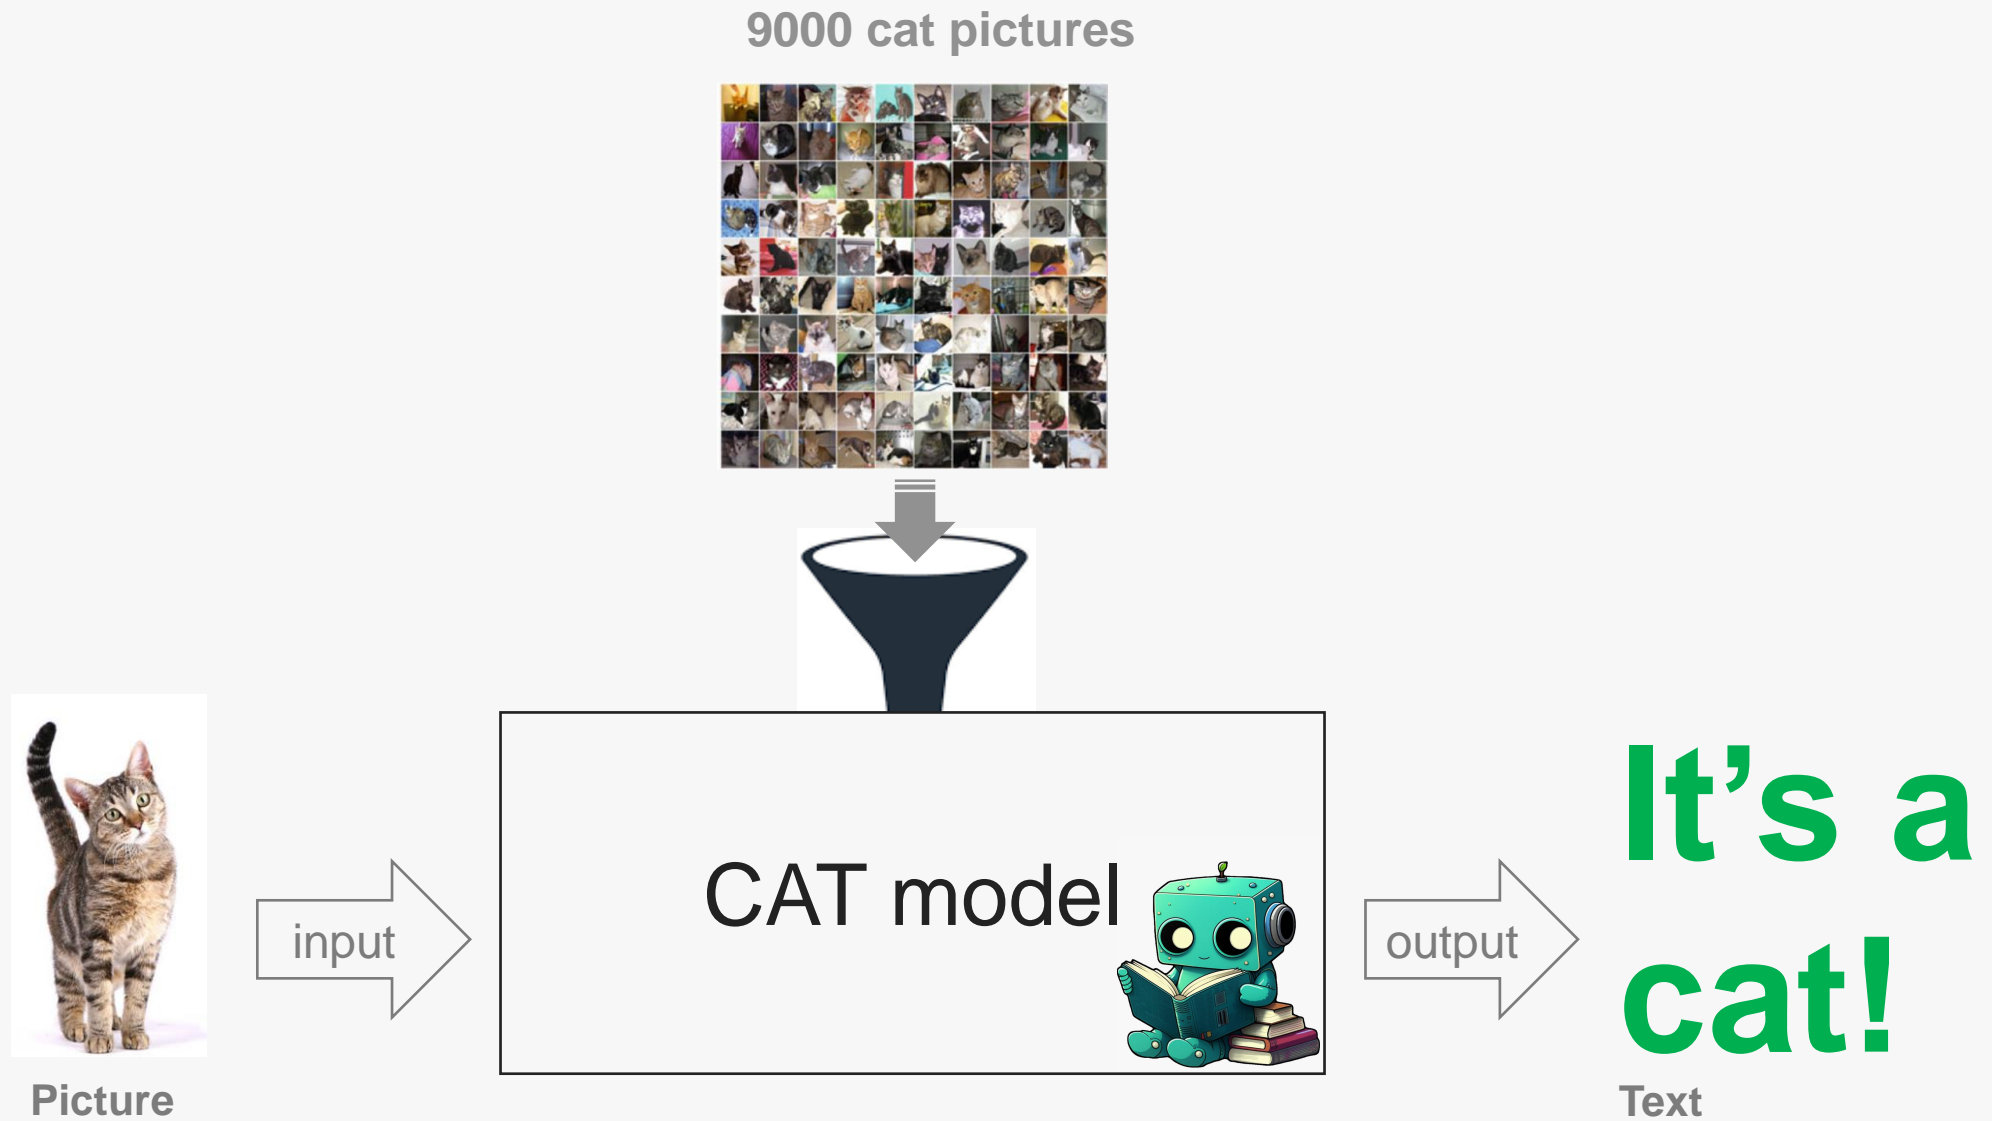 9000 cat pictures
CAT model
input
output
It’s a
cat!
Picture
Text